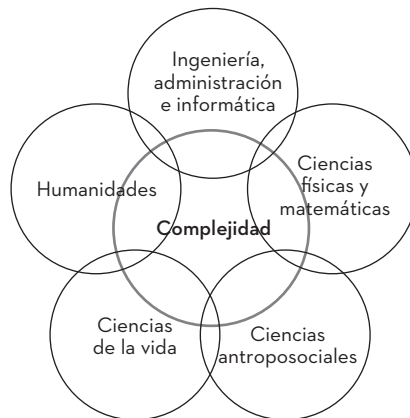 Ingeniería,
administración
e informática
Ciencias
físicas y
matemáticas
Humanidades
Complejidad
Ciencias
de la vida
Ciencias
antroposociales